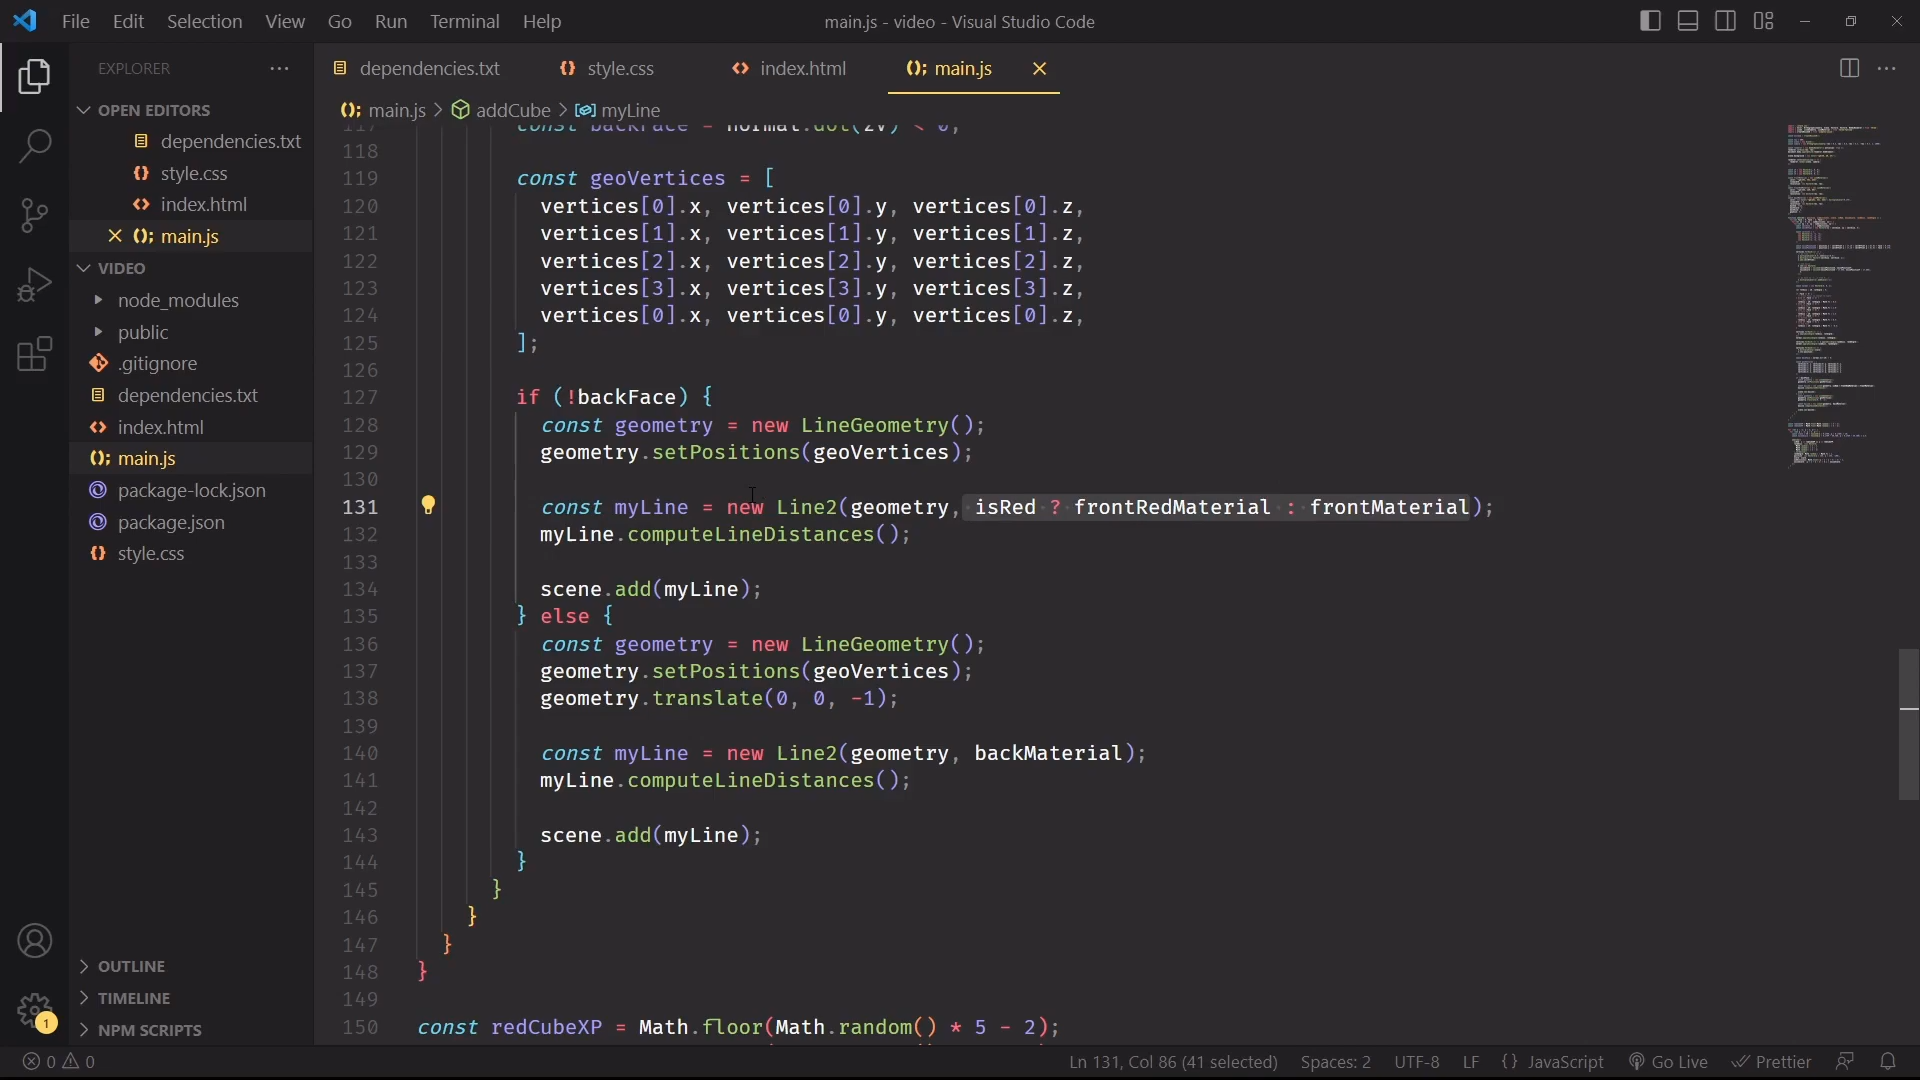 File Edit Selection View Go Run Terminal Help
main.js - video - Visual Studio Code
EXPLORER
OPEN EDITORS
dependencies.txt
style.css
index.html
main.js
VIDEO
node_modules
public
.gitignore
dependencies.txt
index.html
main.js
package-lock.json
package.json
style.css
OUTLINE
TIMELINE
NPM SCRIPTS
dependencies.txt style.css index.html main.js
main.js > addCube > myLine
117 const backFace = normal.dot(zv) < 0;
118
119 const geoVertices = [
120 vertices[0].x, vertices[0].y, vertices[0].z,
121 vertices[1].x, vertices[1].y, vertices[1].z,
122 vertices[2].x, vertices[2].y, vertices[2].z,
123 vertices[3].x, vertices[3].y, vertices[3].z,
124 vertices[0].x, vertices[0].y, vertices[0].z,
125 ];
126
127 if (!backFace) {
128 const geometry = new LineGeometry();
129 geometry.setPositions(geoVertices);
130
131 const myLine = new Line2(geometry, isRed ? frontRedMaterial : frontMaterial);
132 myLine.computeLineDistances();
133
134 scene.add(myLine);
135 } else {
136 const geometry = new LineGeometry();
137 geometry.setPositions(geoVertices);
138 geometry.translate(0, 0, -1);
139
140 const myLine = new Line2(geometry, backMaterial);
141 myLine.computeLineDistances();
142
143 scene.add(myLine);
144 }
145 }
146 }
147 }
148 }
149
150 const redCubeXP = Math.floor(Math.random() * 5 - 2);
1
0 0 Ln 131, Col 86 (41 selected) Spaces: 2 UTF-8 LF {} JavaScript Go Live Prettier